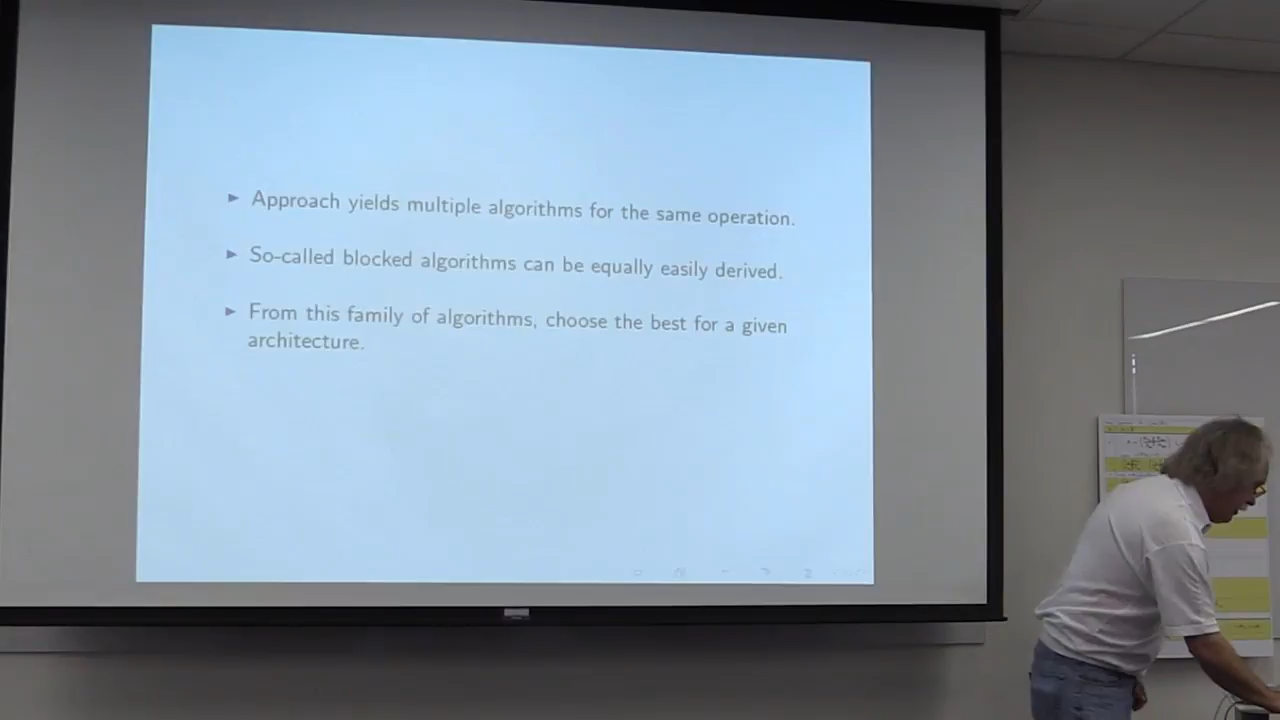 Approach yields multiple algorithms for the same operation.
So-called blocked algorithms can be equally easily derived.
From this family of algorithms, choose the best for a given
architecture.